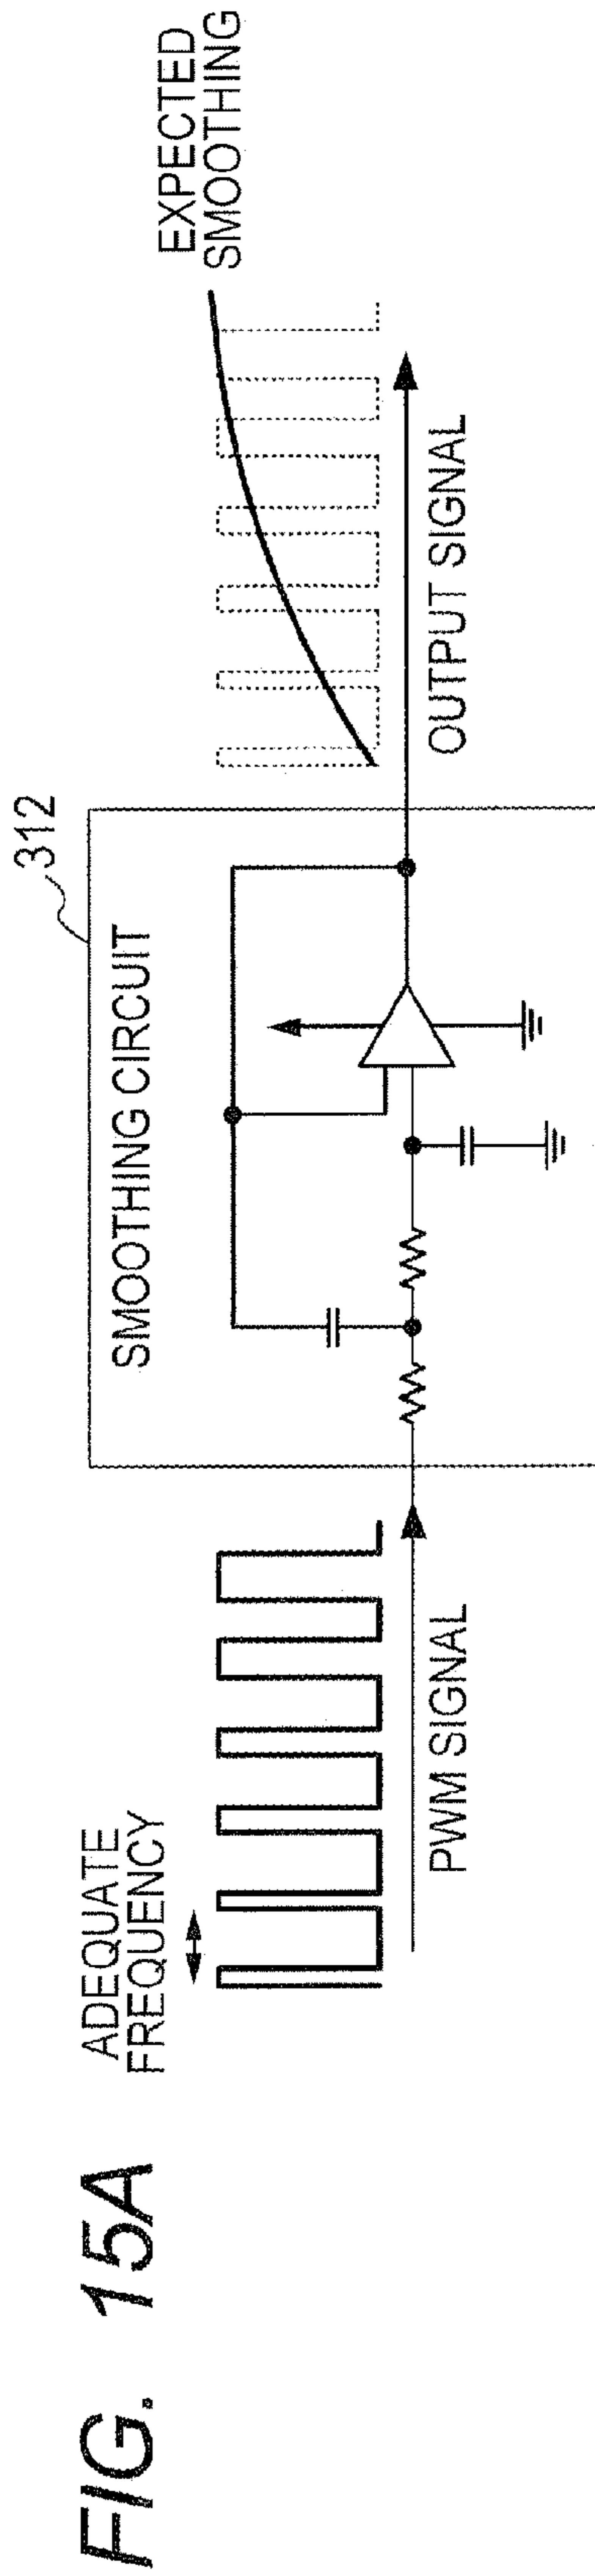 FIG. 15A
ADEQUATE
FREQUENCY
PWM SIGNAL
312
SMOOTHING CIRCUIT
OUTPUT SIGNAL
EXPECTED
SMOOTHING